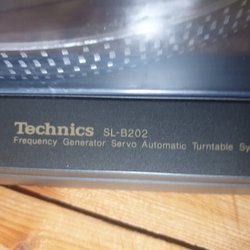 Technics SL-B202
Frequency Generator Servo Automatic Turntable Sy